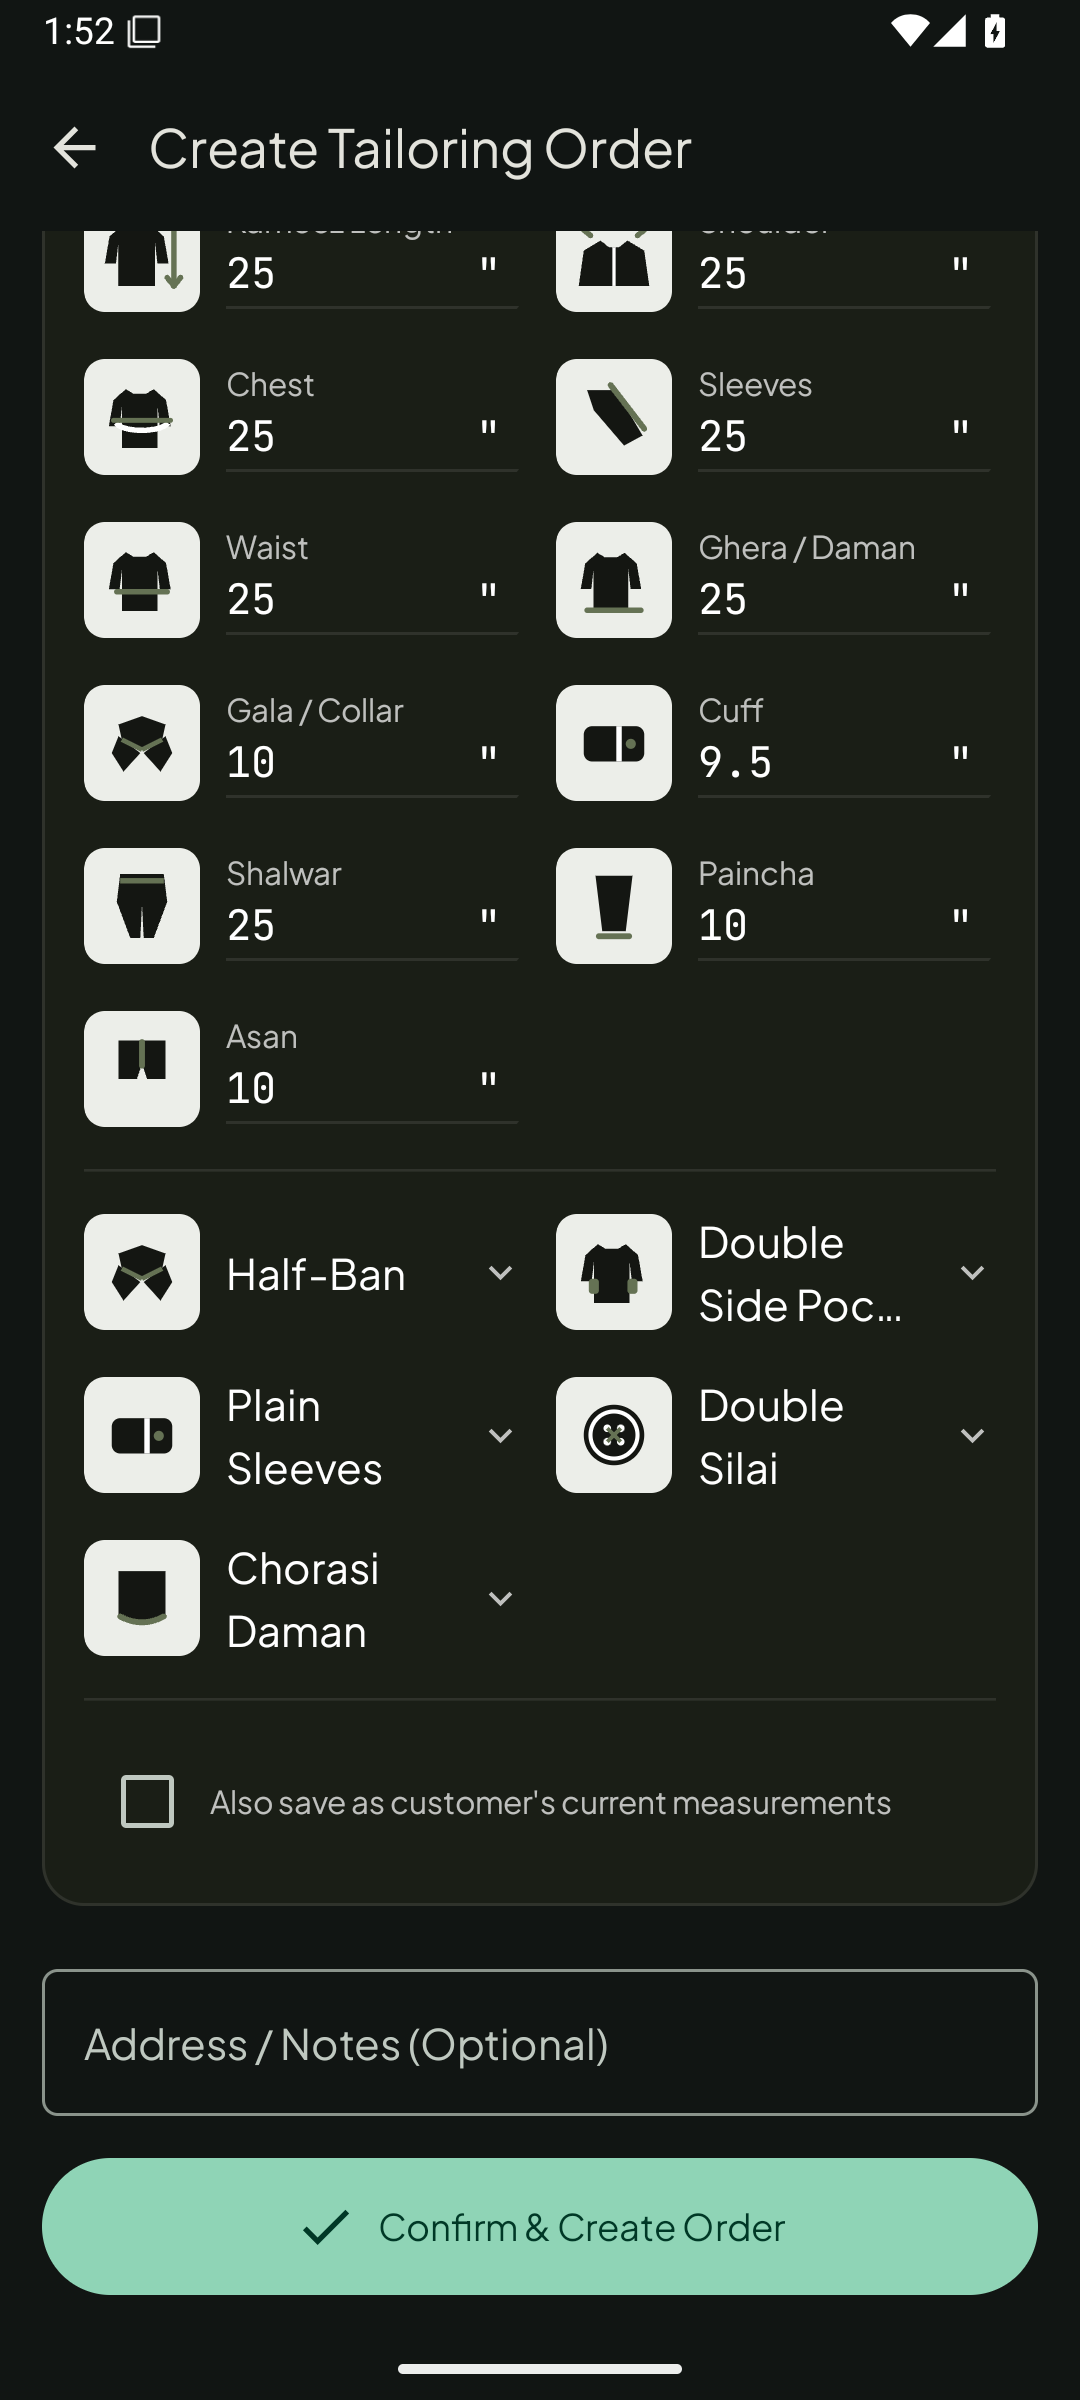 1:52
Create Tailoring Order
25 " 25 "
Chest Sleeves
25 " 25 "
Waist Ghera / Daman
25 " 25 "
Gala / Collar Cuff
10 " 9.5 "
Shalwar Paincha
25 " 10 "
Asan
10 "
Half-Ban
Double
Side Poc...
Plain
Sleeves
Double
Silai
Chorasi
Daman
Also save as customer's current measurements
Address / Notes (Optional)
Confirm & Create Order